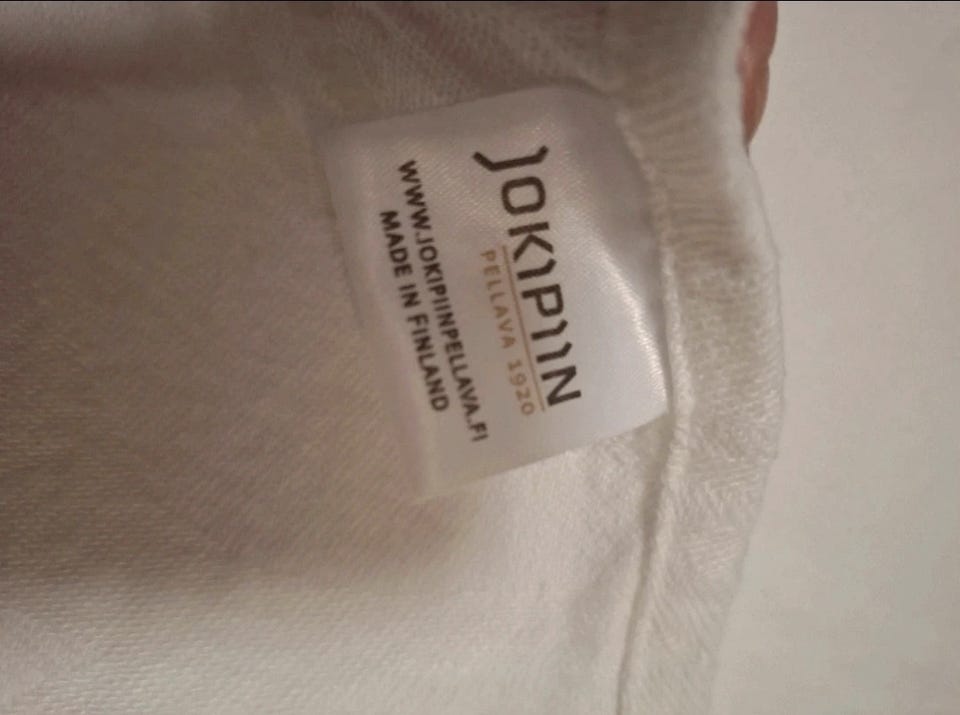 JOKIPIIN
PELLAVA 1920
WWW.JOKIPIINPELLAVA.FI
MADE IN FINLAND